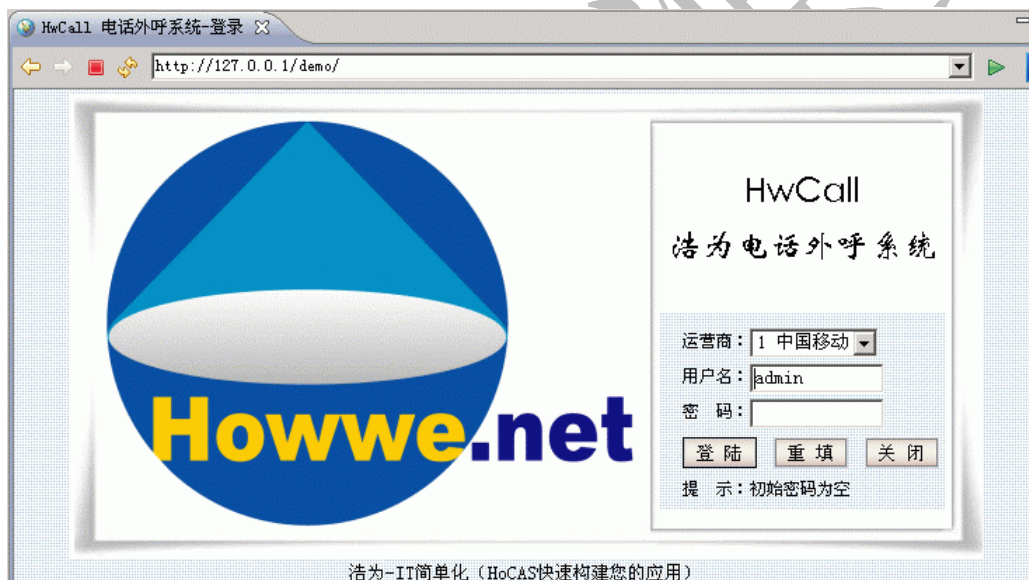 HwCall 电话外呼系统-登录
http://127.0.0.1/demo/
HwCall
浩为电话外呼系统
Howwe.net
运营商：1 中国移动
用户名：admin
密 码：
登 陆 重 填 关 闭
提 示：初始密码为空
浩为-IT简单化（HoCAS快速构建您的应用）